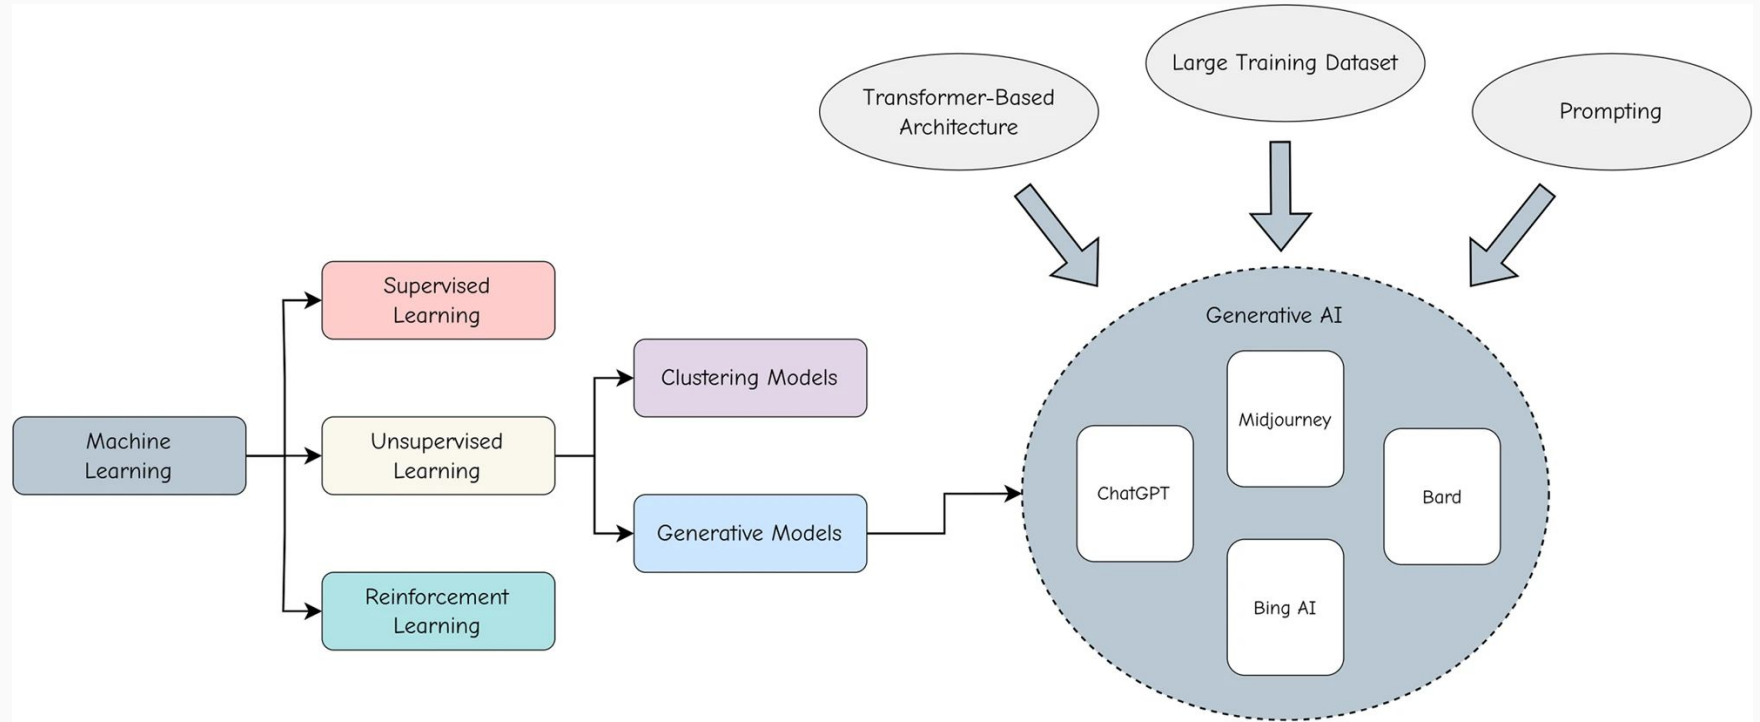 Large Training Dataset
Transformer-Based
Architecture
Prompting
Supervised
Learning
Generative AI
Clustering Models
Midjourney
Machine
Learning
Unsupervised
Learning
ChatGPT
Bard
Generative Models
Reinforcement
Learning
Bing AI